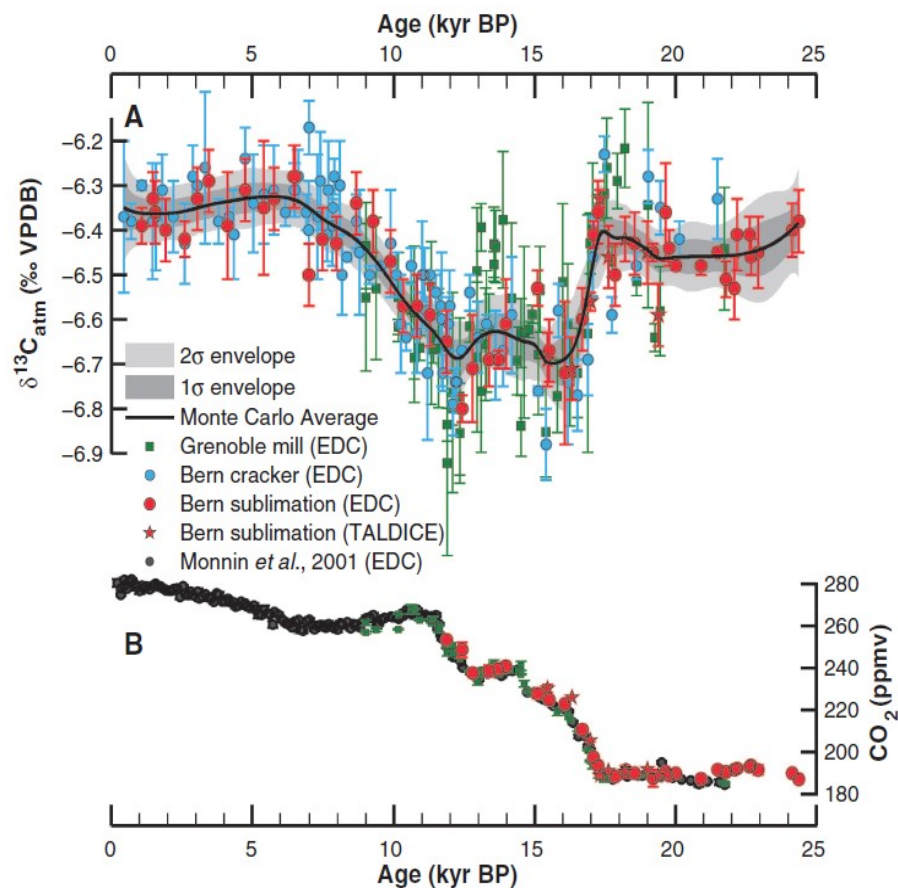 Age (kyr BP)
0 5 10 15 20 25
A
−6.2
−6.3
−6.4
−6.5
−6.6
−6.7
−6.8
−6.9
δ¹³C_atm (‰ VPDB)
2σ envelope
1σ envelope
Monte Carlo Average
Grenoble mill (EDC)
Bern cracker (EDC)
Bern sublimation (EDC)
Bern sublimation (TALDICE)
Monnin et al., 2001 (EDC)
B
280
260
240
220
200
180
CO₂ (ppmv)
0 5 10 15 20 25
Age (kyr BP)